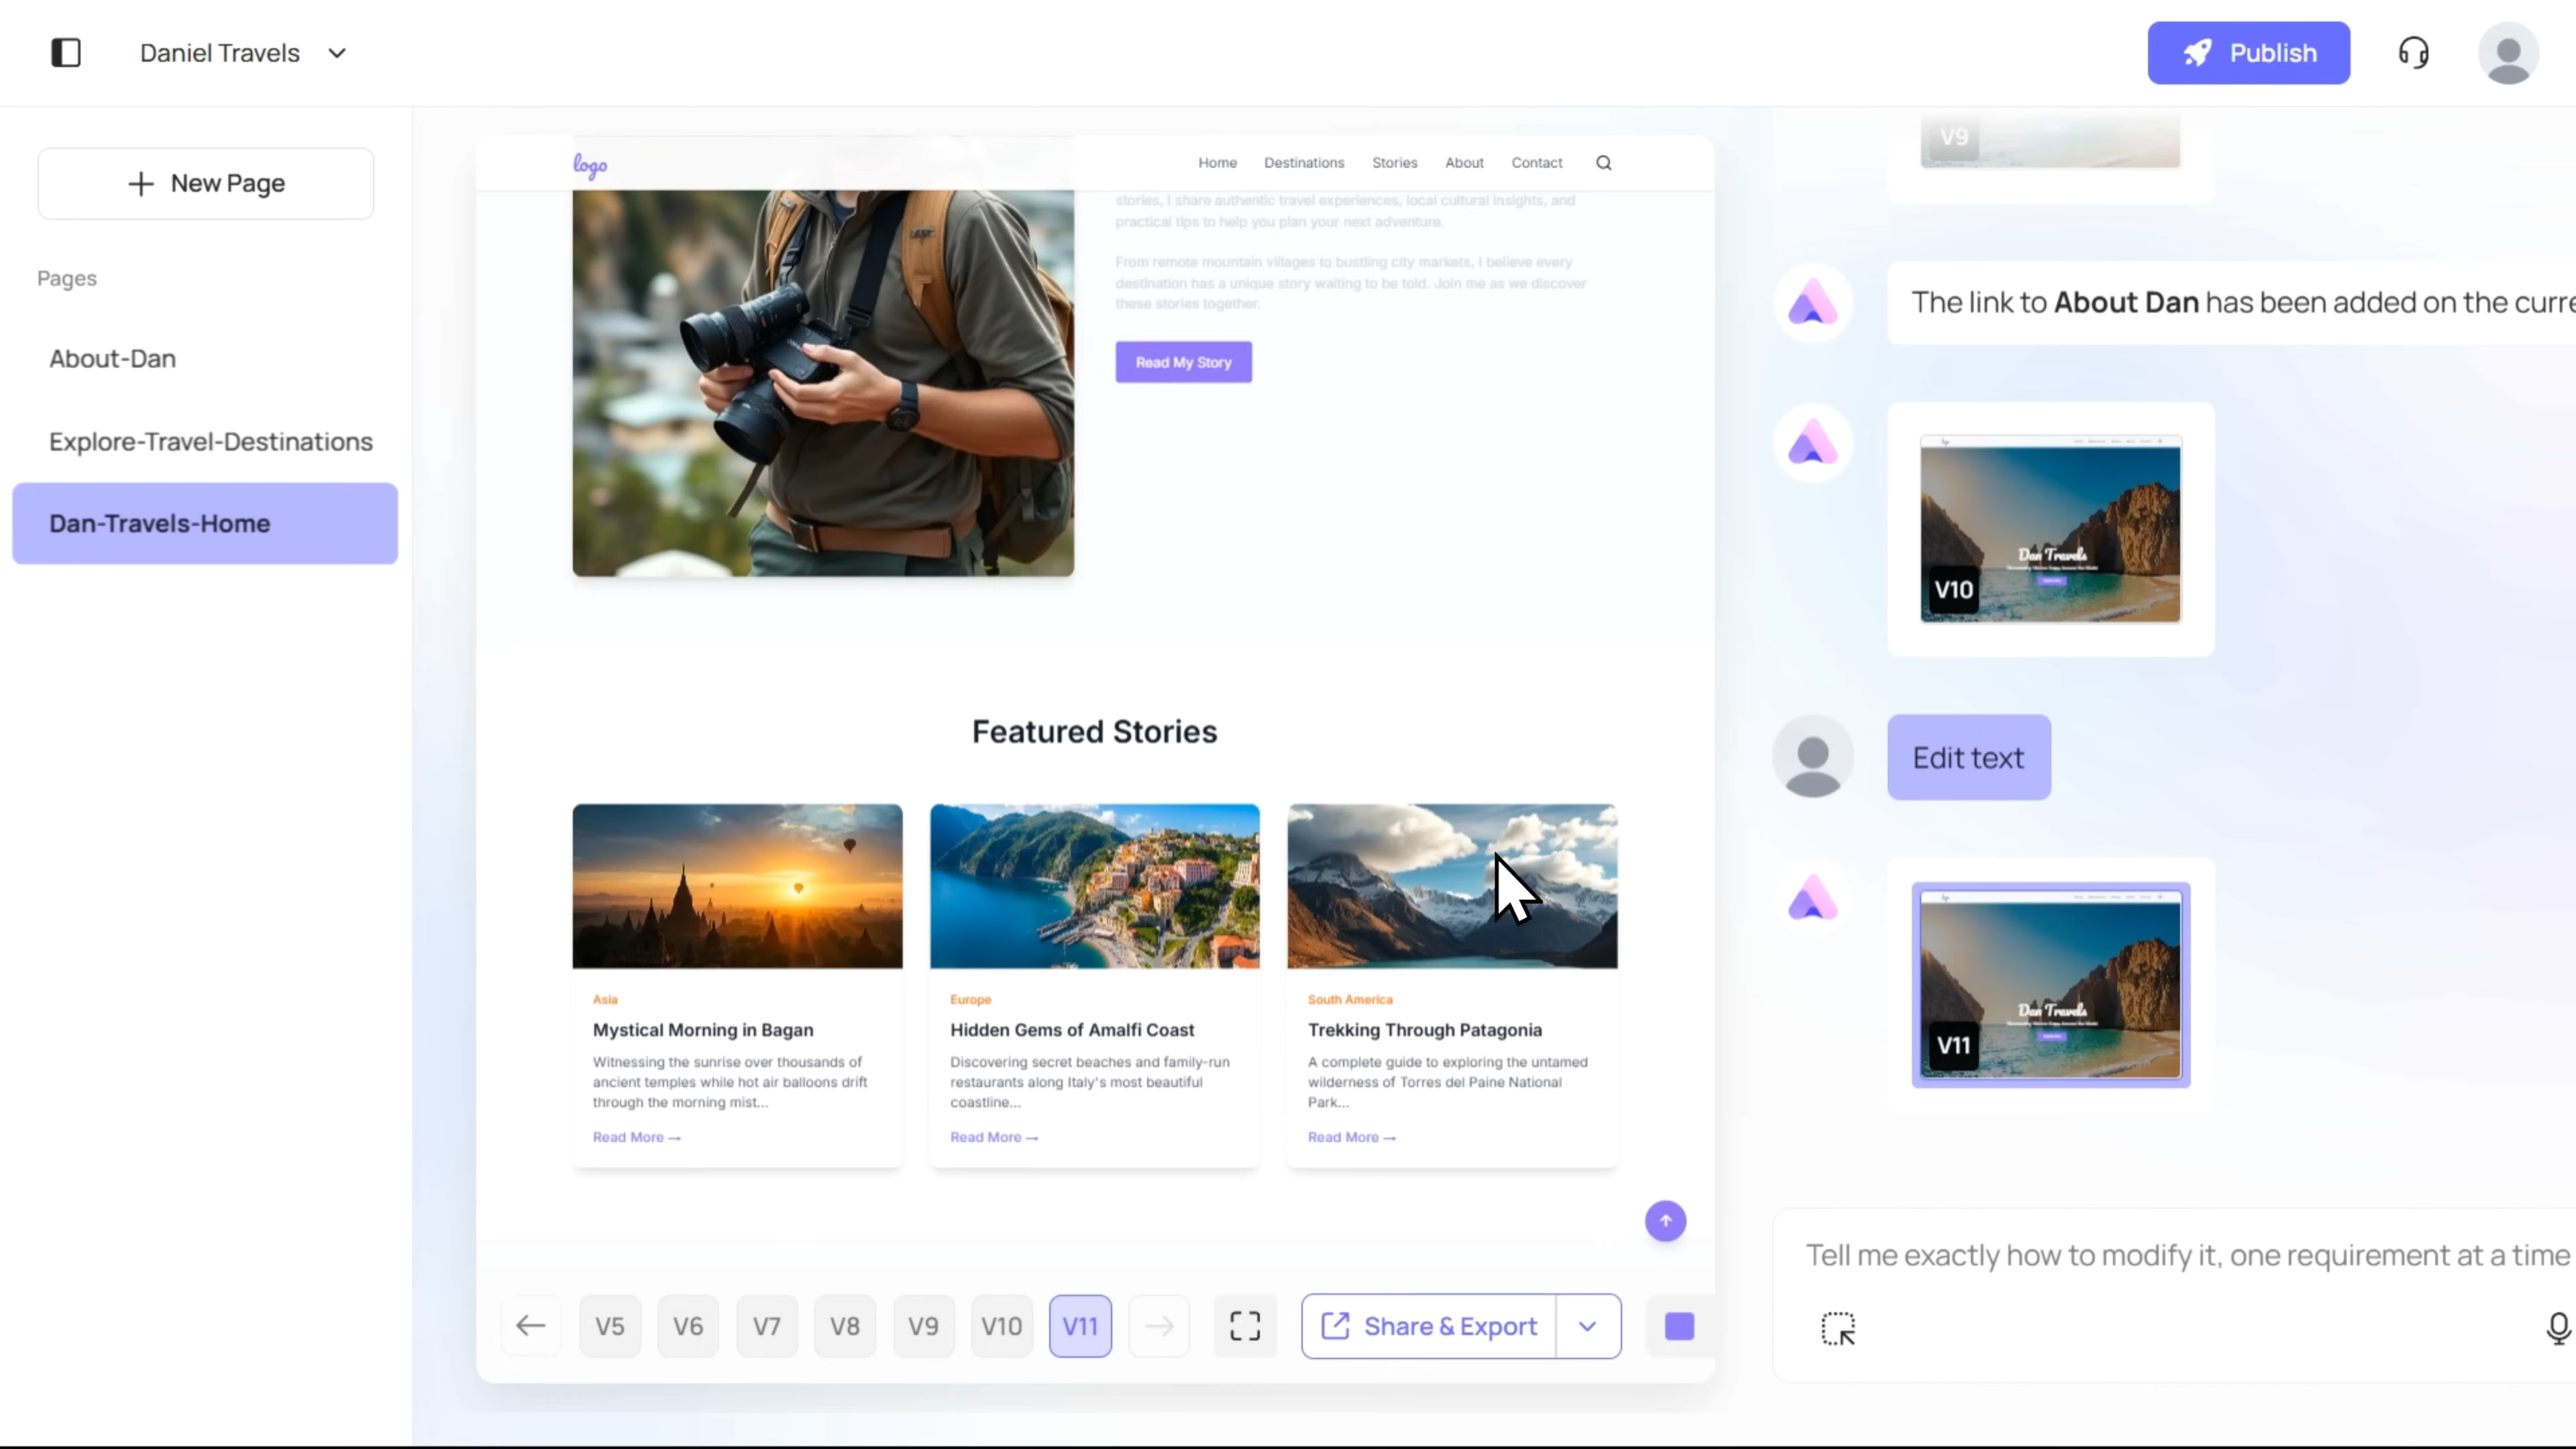 Daniel Travels
Publish
New Page
Pages
About-Dan
Explore-Travel-Destinations
Dan-Travels-Home
logo
Home Destinations Stories About Contact
stories, I share authentic travel experiences, local cultural insights, and
practical tips to help you plan your next adventure.
From remote mountain villages to bustling city markets, I believe every
destination has a unique story waiting to be told. Join me as we discover
these stories together.
Read My Story
Featured Stories
Asia
Mystical Morning in Bagan
Witnessing the sunrise over thousands of
ancient temples while hot air balloons drift
through the morning mist...
Read More →
Europe
Hidden Gems of Amalfi Coast
Discovering secret beaches and family-run
restaurants along Italy's most beautiful
coastline...
Read More →
South America
Trekking Through Patagonia
A complete guide to exploring the untamed
wilderness of Torres del Paine National
Park...
Read More →
V5 V6 V7 V8 V9 V10 V11
Share & Export
V9
The link to About Dan has been added on the curre
Dan Travels
V10
Edit text
Dan Travels
V11
Tell me exactly how to modify it, one requirement at a time